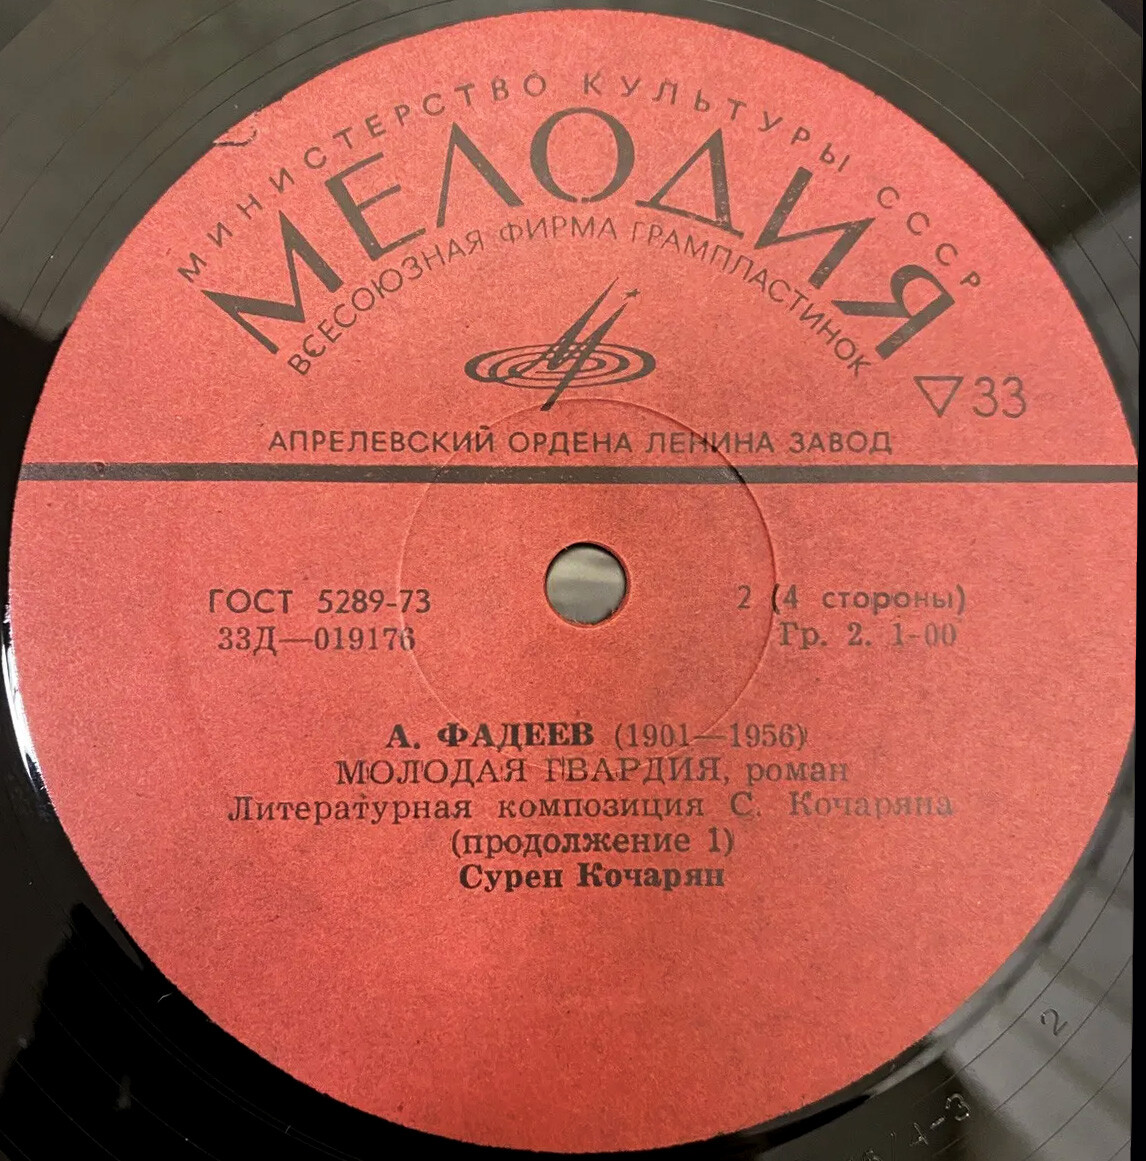 МИНИСТЕРСТВО КУЛЬТУРЫ СССР
МЕЛОДИЯ
ВСЕСОЮЗНАЯ ФИРМА ГРАМПЛАСТИНОК
33
АПРЕЛЕВСКИЙ ОРДЕНА ЛЕНИНА ЗАВОД
ГОСТ 5289-73 2 (4 стороны)
33Д—019176 Гр. 2. 1-00
А. ФАДЕЕВ (1901—1956)
МОЛОДАЯ ГВАРДИЯ, роман
Литературная композиция С. Кочаряна
(продолжение 1)
Сурен Кочарян
2